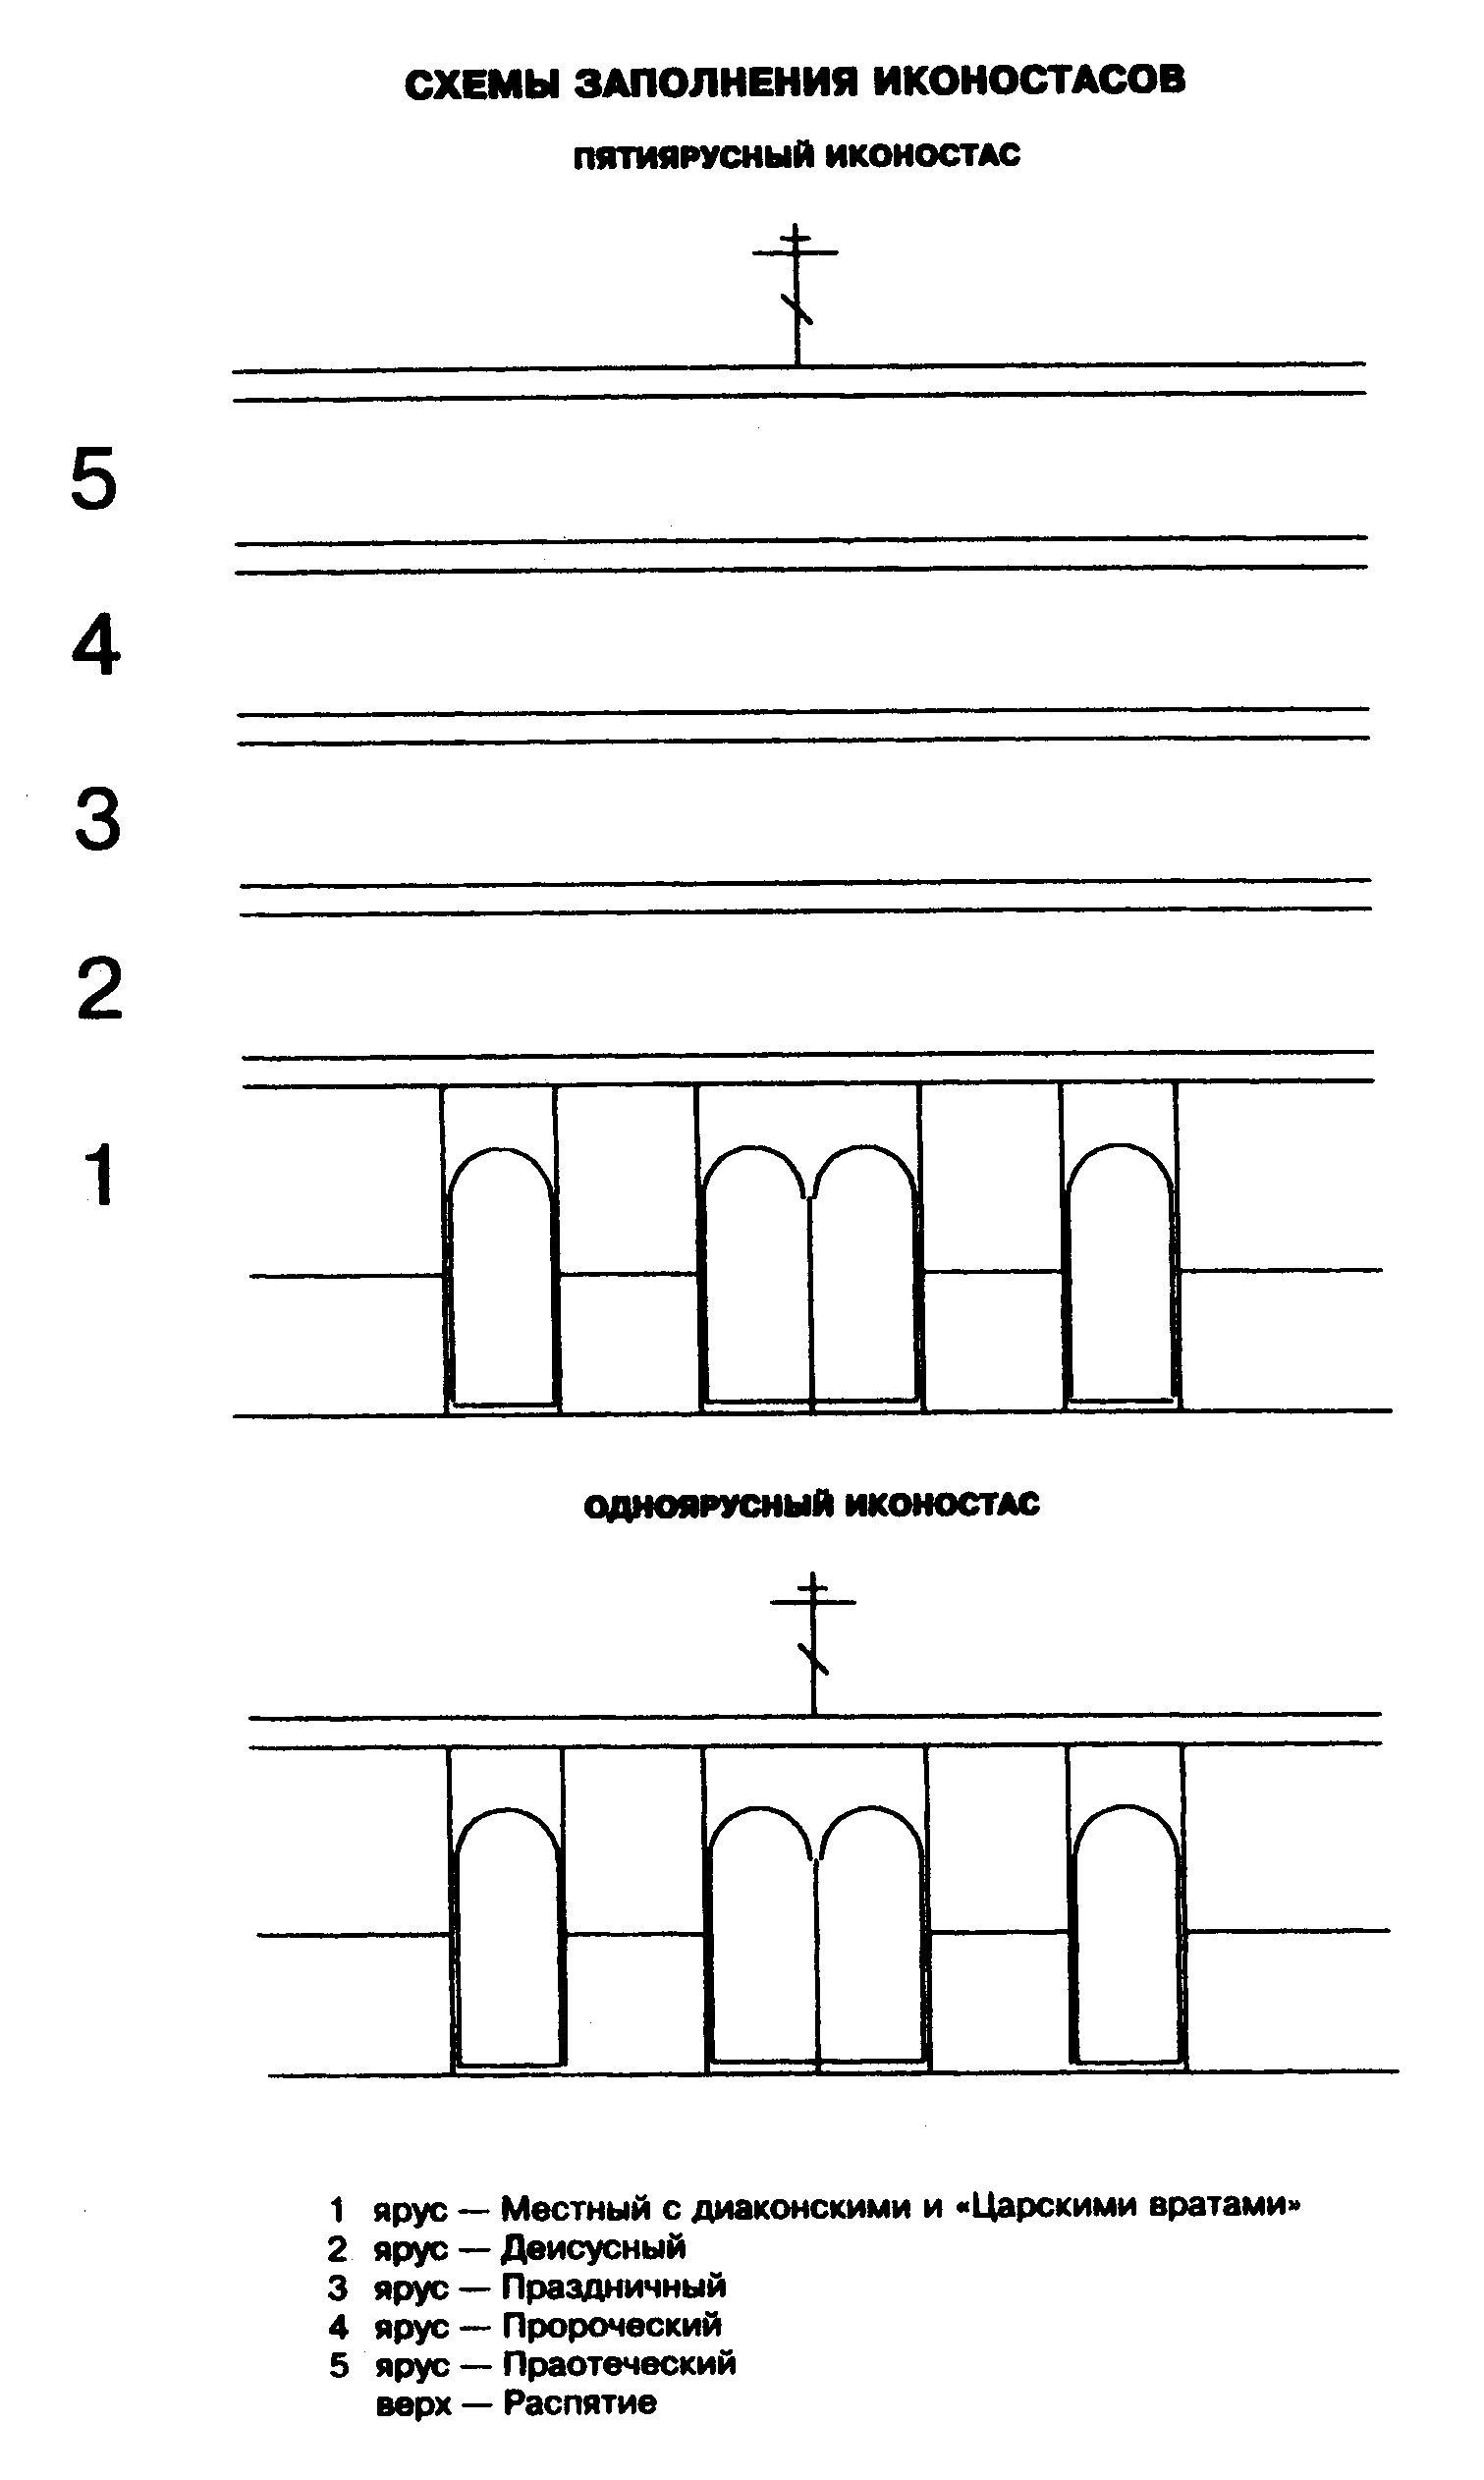 СХЕМЫ ЗАПОЛНЕНИЯ ИКОНОСТАСОВ
ПЯТИЯРУСНЫЙ ИКОНОСТАС
5
4
3
2
1
ОДНОЯРУСНЫЙ ИКОНОСТАС
1 ярус — Местный с диаконскими и «Царскими вратами»
2 ярус — Деисусный
3 ярус — Праздничный
4 ярус — Пророческий
5 ярус — Праотеческий
верх — Распятие